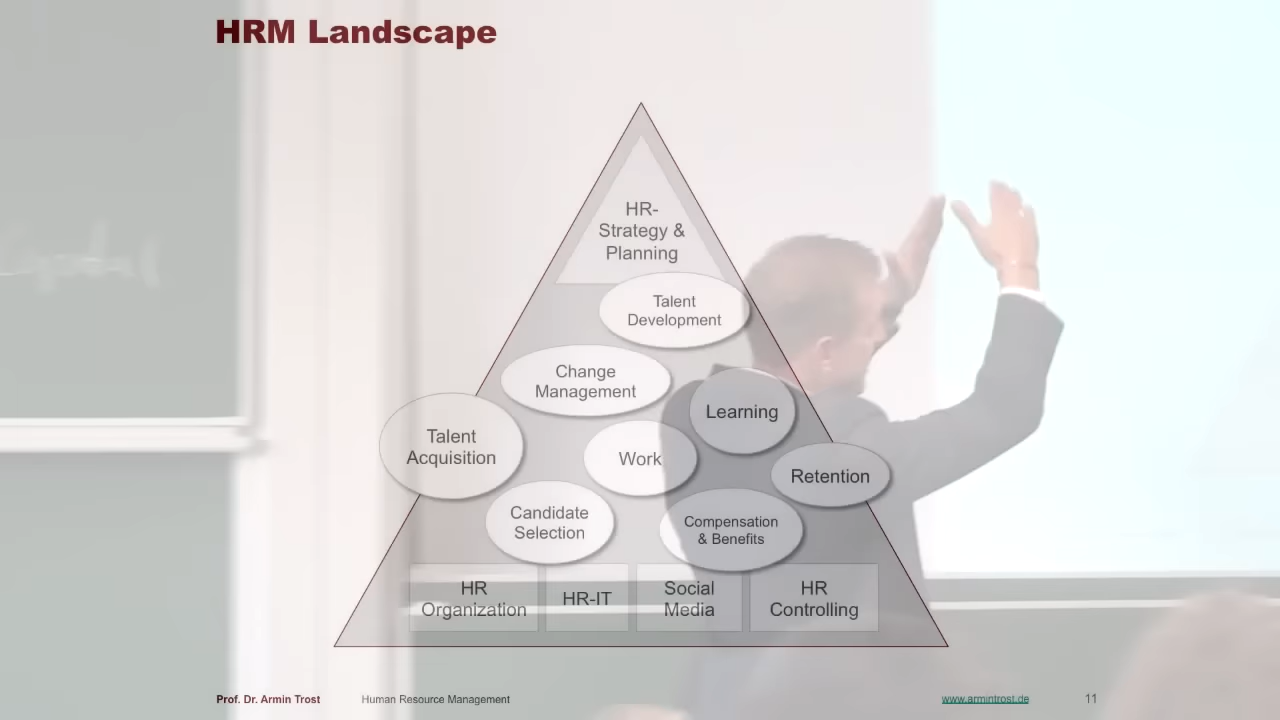 HRM Landscape
HR-
Strategy &
Planning
Talent
Development
Change
Management
Learning
Talent
Acquisition
Work
Retention
Candidate
Selection
Compensation
& Benefits
HR
Organization
HR-IT
Social
Media
HR
Controlling
Prof. Dr. Armin Trost
Human Resource Management
www.armintrost.de
11